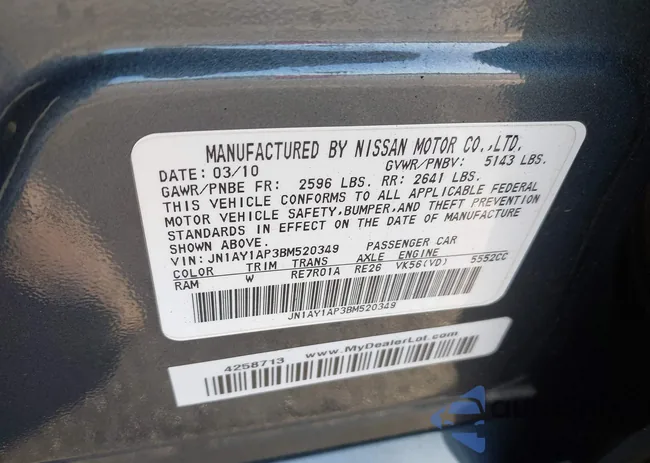 MANUFACTURED BY NISSAN MOTOR CO.,LTD.
DATE: 03/10 GVWR/PNBV: 5143 LBS.
GAWR/PNBE FR: 2596 LBS. RR: 2641 LBS.
THIS VEHICLE CONFORMS TO ALL APPLICABLE FEDERAL
MOTOR VEHICLE SAFETY, BUMPER, AND THEFT PREVENTION
STANDARDS IN EFFECT ON THE DATE OF MANUFACTURE
SHOWN ABOVE.
VIN: JN1AY1AP3BM520349 PASSENGER CAR
COLOR TRIM TRANS AXLE ENGINE
RAM W RE7R01A RE26 VK56(VD) 5552CC
JN1AY1AP3BM520349
4258713 www.MyDealerLot.com